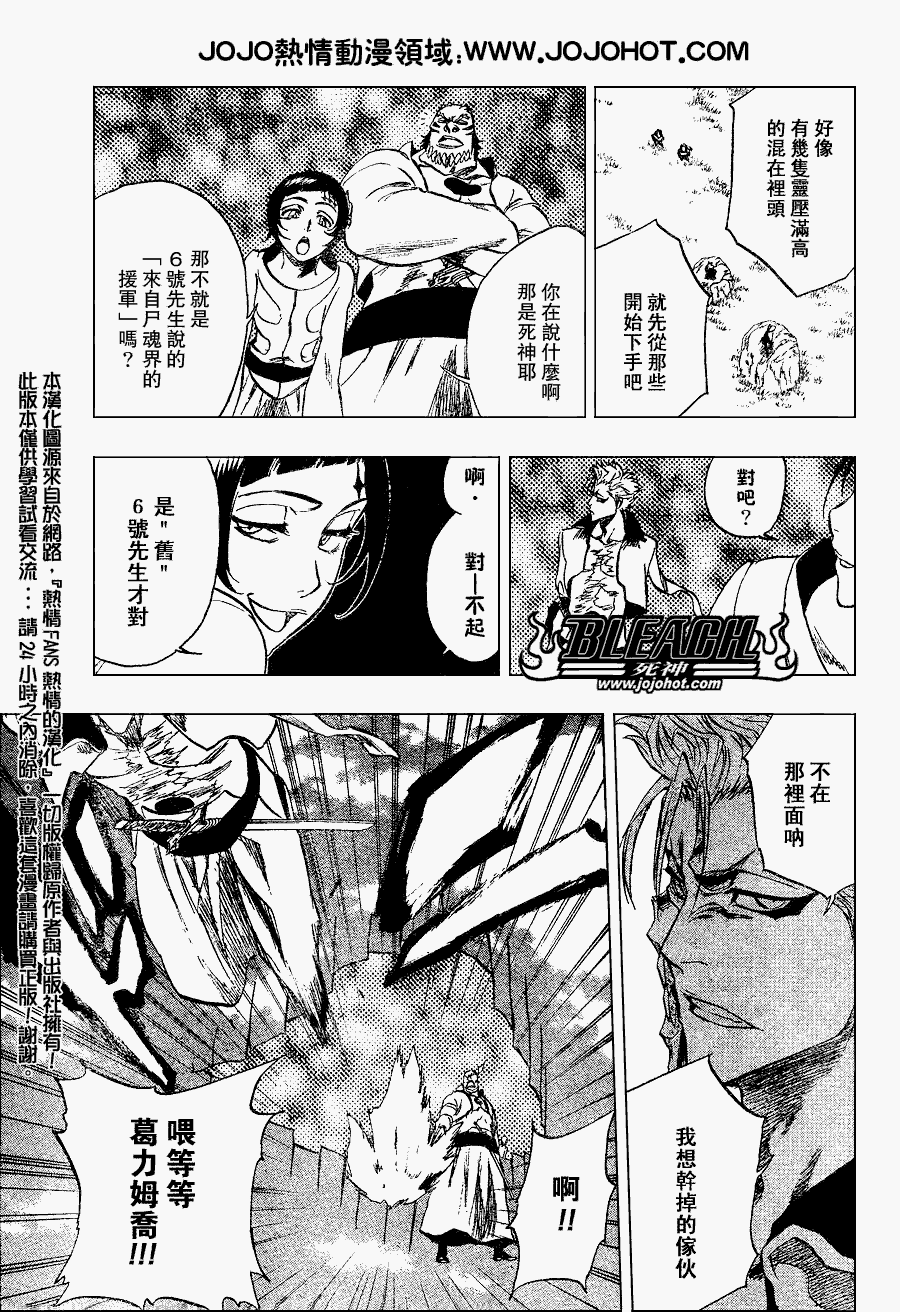 JOJO熱情動漫領域:WWW.JOJOHOT.COM
好像
有幾隻靈壓滿高
的混在裡頭
就先從那些
開始下手吧
你在說什麼啊
那是死神耶
那不就是
6號先生說的
「來自尸魂界的
援軍」嗎?
對吧?
BLEACH
死神
www.jojohot.com
啊.
對—不起
是"舊"
6號先生才對
不在
那裡面吶
我想幹掉的傢伙
啊!!
喂等等
葛力姆喬!!!
本漢化圖源來自於網路,『熱情FANS熱情的漢化』一切版權歸原作者與出版社擁有!
此版本僅供學習試看交流...請24小時之內消除。喜歡這套漫畫請購買正版!謝謝.